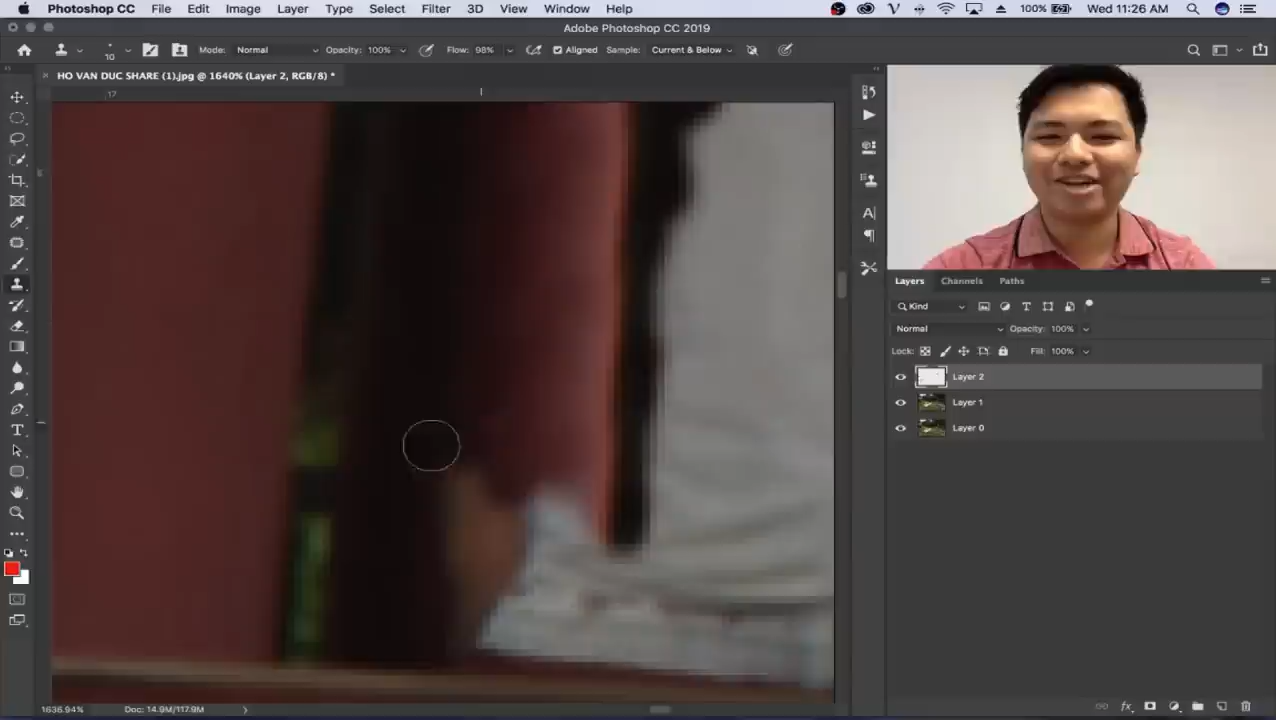 Photoshop CC File Edit Image Layer Type Select Filter 3D View Window Help 100% Wed 11:26 AM
Adobe Photoshop CC 2019
10 Mode: Normal Opacity: 100% Flow: 98% Aligned Sample: Current & Below
HO VAN DUC SHARE (1).jpg @ 1640% (Layer 2, RGB/8) *
Layers Channels Paths
Kind
Normal Opacity: 100%
Lock: Fill: 100%
Layer 2
Layer 1
Layer 0
1636.94% Doc: 14.9M/117.9M